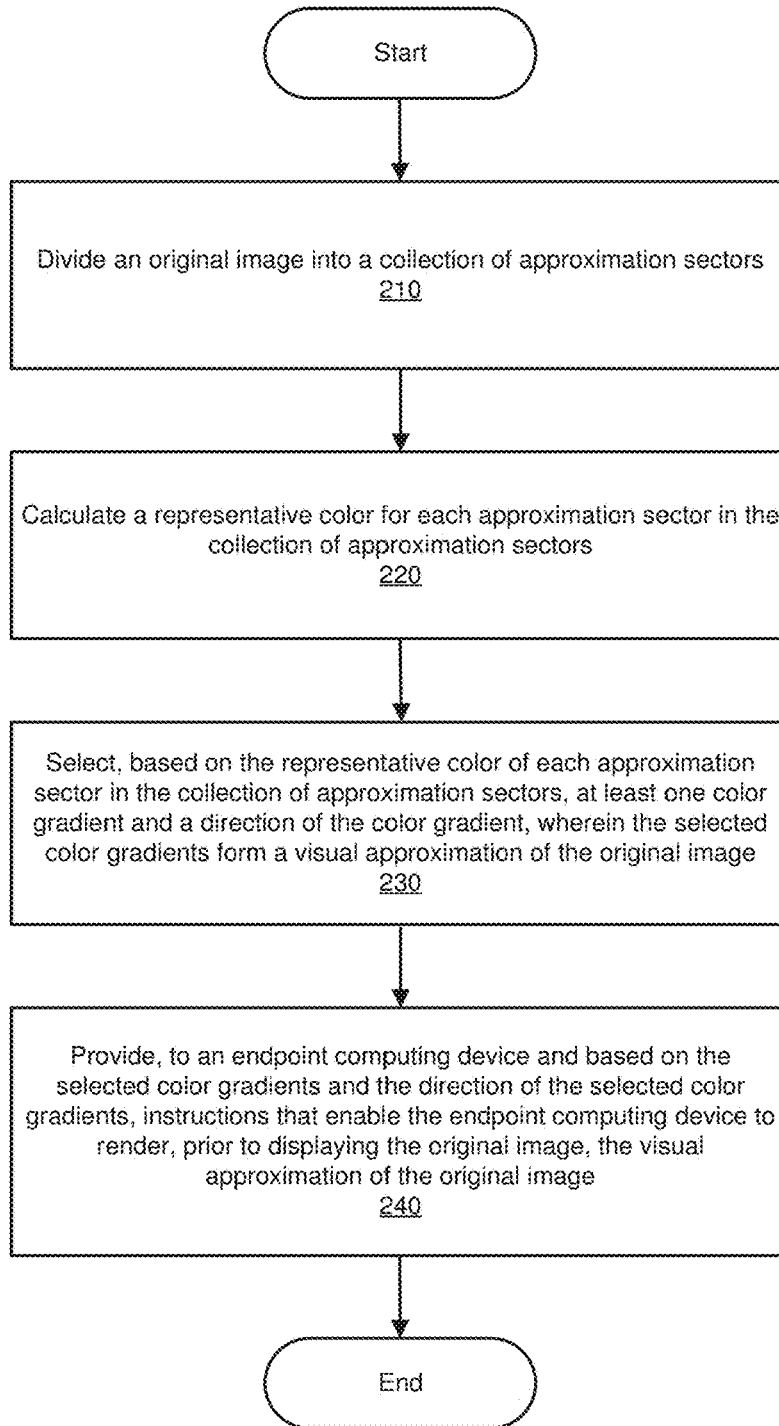 Start
Divide an original image into a collection of approximation sectors
210
Calculate a representative color for each approximation sector in the
collection of approximation sectors
220
Select, based on the representative color of each approximation
sector in the collection of approximation sectors, at least one color
gradient and a direction of the color gradient, wherein the selected
color gradients form a visual approximation of the original image
230
Provide, to an endpoint computing device and based on the
selected color gradients and the direction of the selected color
gradients, instructions that enable the endpoint computing device to
render, prior to displaying the original image, the visual
approximation of the original image
240
End